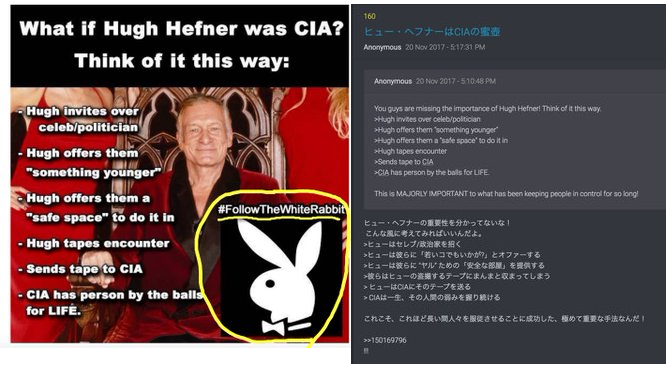 What if Hugh Hefner was CIA?
Think of it this way:
- Hugh invites over
celeb/politician
- Hugh offers them
"something younger"
- Hugh offers them a
"safe space" to do it in
- Hugh tapes encounter
- Sends tape to CIA
- CIA has person by the balls
for LIFE.
#FollowTheWhiteRabbit
160
ヒュー・ヘフナーはCIAの蜜壺
Anonymous 20 Nov 2017 - 5:17:31 PM
Anonymous 20 Nov 2017 - 5:10:48 PM
You guys are missing the importance of Hugh Hefner! Think of it this way.
>Hugh invites over celeb/politician
>Hugh offers them "something younger"
>Hugh offers them a "safe space" to do it in
>Hugh tapes encounter
>Sends tape to CIA
>CIA has person by the balls for LIFE.
This is MAJORLY IMPORTANT to what has been keeping people in control for so long!
ヒュー・ヘフナーの重要性を分かってないな！
こんな風に考えてみればいいんだよ。
>ヒューはセレブ/政治家を招く
>ヒューは彼らに「若いコでもいかが?」とオファーする
>ヒューは彼らに "ヤル" ための「安全な部屋」を提供する
>彼らはヒューの盗撮するテープにまんまと収まってしまう
> ヒューはCIAにそのテープを送る
> CIAは一生、その人間の弱みを握り続ける
これこそ、これほど長い間人々を服従させることに成功した、極めて重要な手法なんだ！
>>150169796
!!!